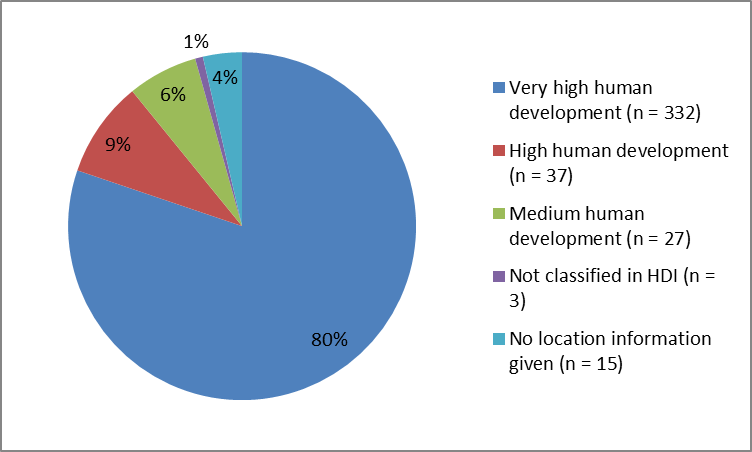 1%
4%
6%
9%
80%
Very high human
development (n = 332)
High human development
(n = 37)
Medium human
development (n = 27)
Not classified in HDI (n =
3)
No location information
given (n = 15)